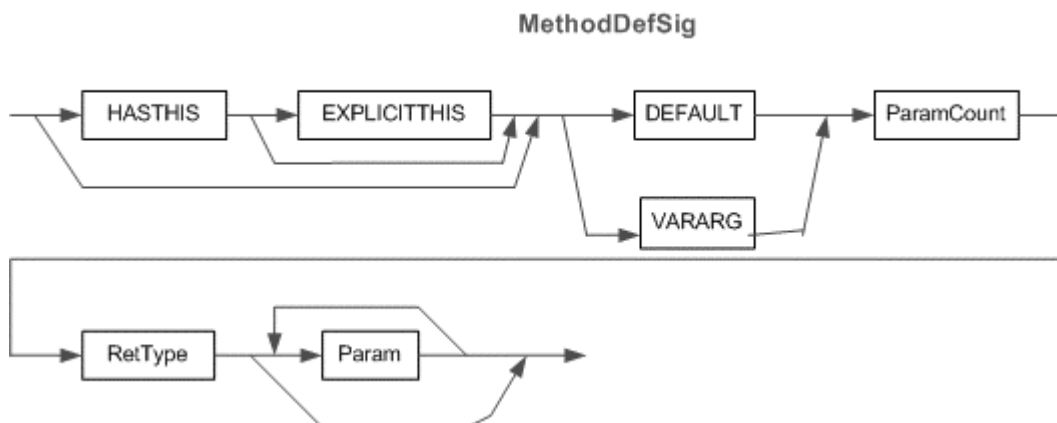 MethodDefSig
HASTHIS EXPLICITTHIS DEFAULT ParamCount
VARARG
RetType Param